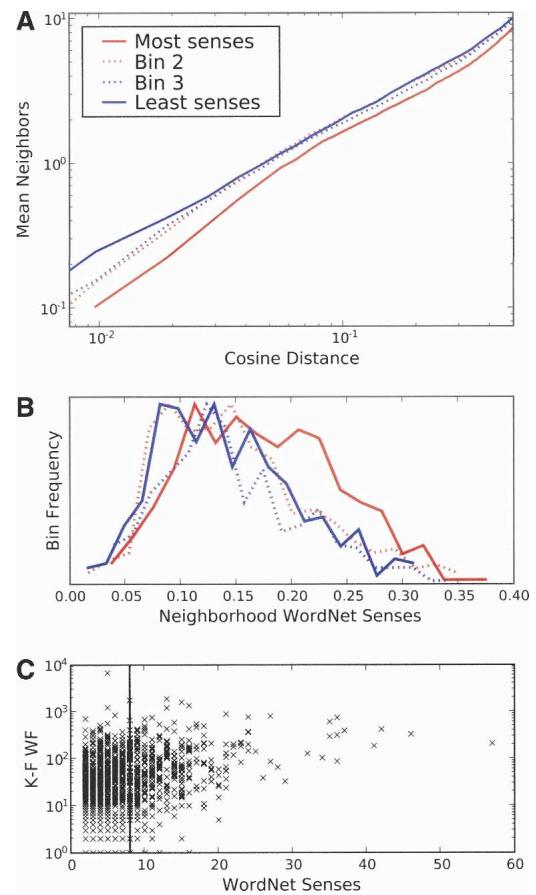 A
10^1
Most senses
Bin 2
Bin 3
Least senses
Mean Neighbors
10^0
10^-1
10^-2
10^-1
Cosine Distance
B
Bin Frequency
0.00 0.05 0.10 0.15 0.20 0.25 0.30 0.35 0.40
Neighborhood WordNet Senses
C
10^4
10^3
K-F WF
10^2
10^1
10^0
0 10 20 30 40 50 60
WordNet Senses